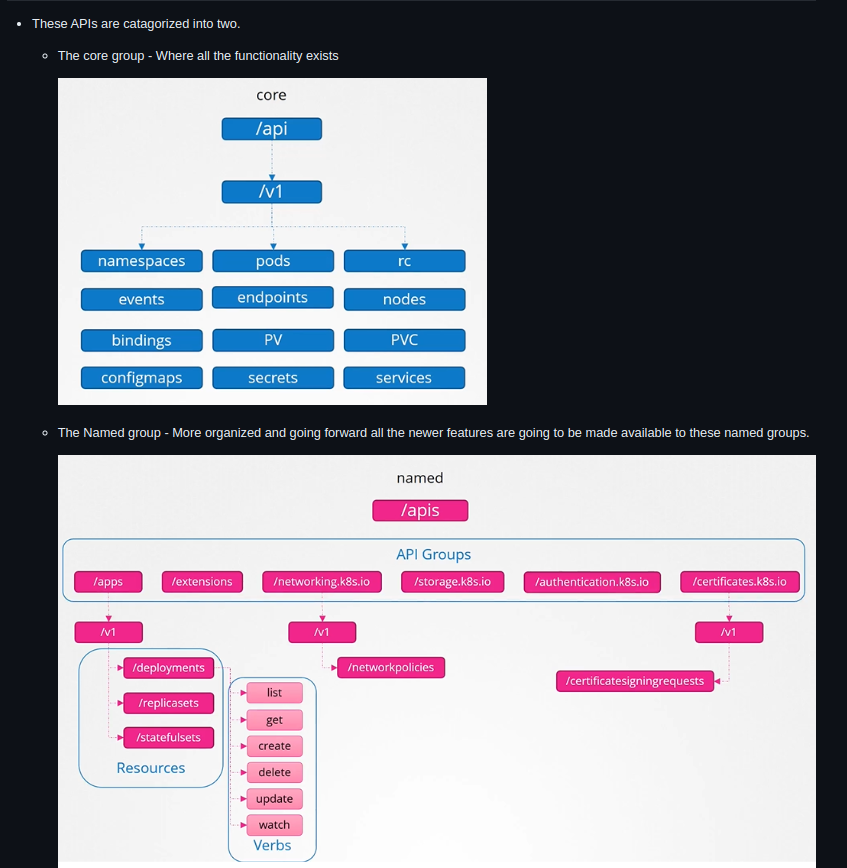 These APIs are catagorized into two.
The core group - Where all the functionality exists
core
/api
/v1
namespaces pods rc
events endpoints nodes
bindings PV PVC
configmaps secrets services
The Named group - More organized and going forward all the newer features are going to be made available to these named groups.
named
/apis
API Groups
/apps /extensions /networking.k8s.io /storage.k8s.io /authentication.k8s.io /certificates.k8s.io
/v1 /v1 /v1
/deployments /networkpolicies
/certificatesigningrequests
list
/replicasets
get
/statefulsets
create
Resources
delete
update
watch
Verbs